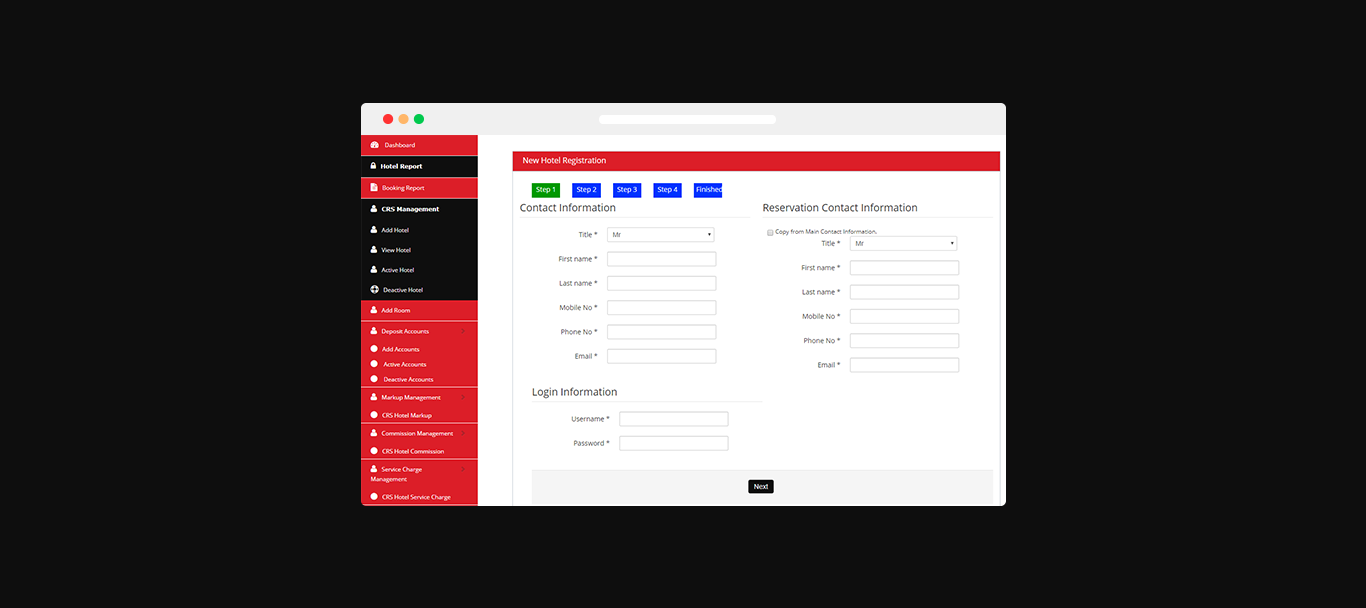 Dashboard
Hotel Report
Booking Report
CRS Management
Add Hotel
View Hotel
Active Hotel
Deactive Hotel
Add Room
Deposit Accounts
Add Accounts
Active Accounts
Deactive Accounts
Markup Management
CRS Hotel Markup
Commission Management
CRS Hotel Commission
Service Charge
Management
CRS Hotel Service Charge
New Hotel Registration
Step 1 Step 2 Step 3 Step 4 Finished
Contact Information
Title * Mr
First name *
Last name *
Mobile No *
Phone No *
Email *
Reservation Contact Information
Copy from Main Contact Information.
Title * Mr
First name *
Last name *
Mobile No *
Phone No *
Email *
Login Information
Username *
Password *
Next